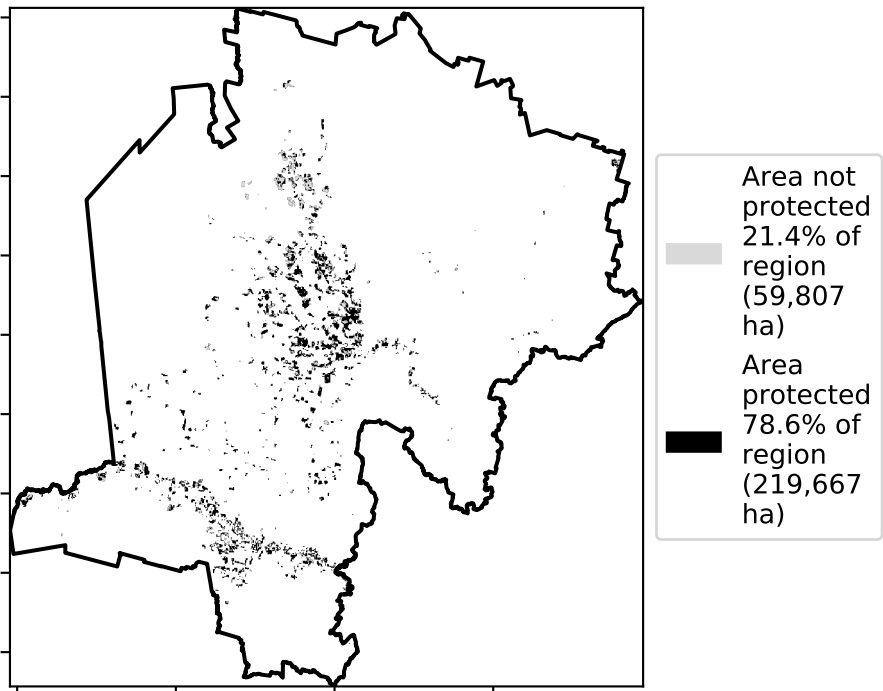 Area not
protected
21.4% of
region
(59,807
ha)
Area
protected
78.6% of
region
(219,667
ha)